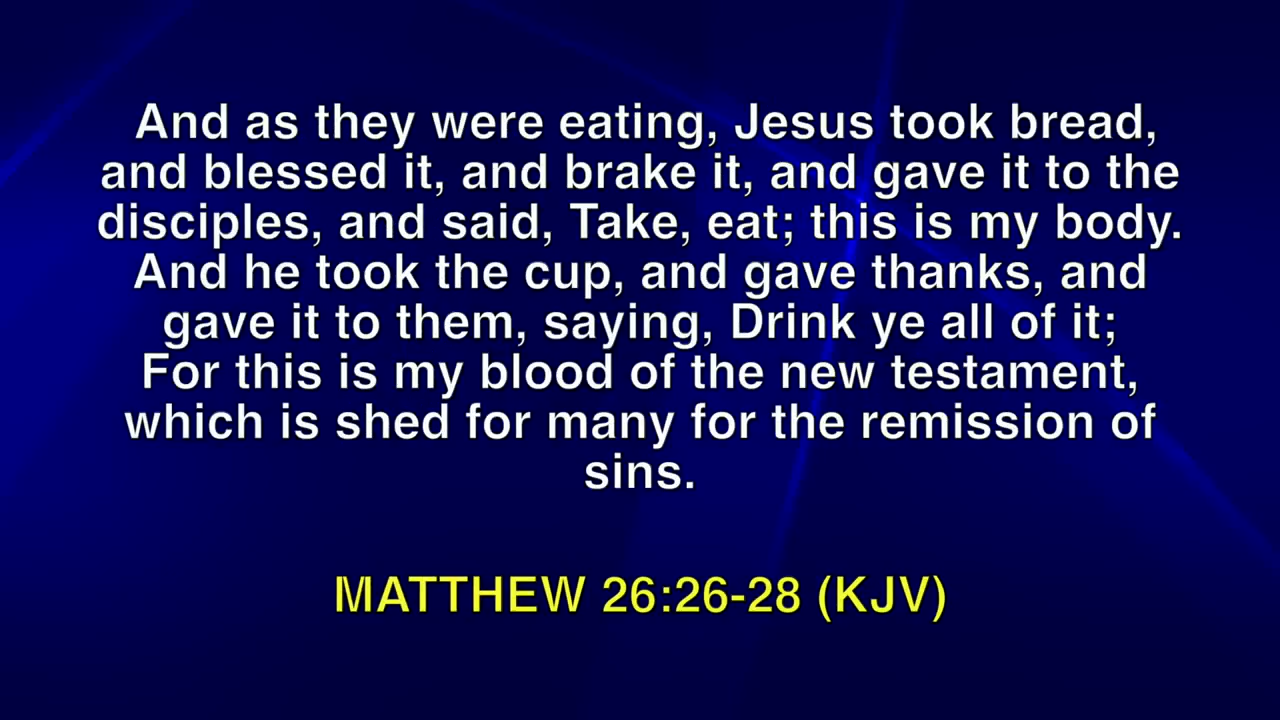 And as they were eating, Jesus took bread,
and blessed it, and brake it, and gave it to the
disciples, and said, Take, eat; this is my body.
And he took the cup, and gave thanks, and
gave it to them, saying, Drink ye all of it;
For this is my blood of the new testament,
which is shed for many for the remission of
sins.
MATTHEW 26:26-28 (KJV)